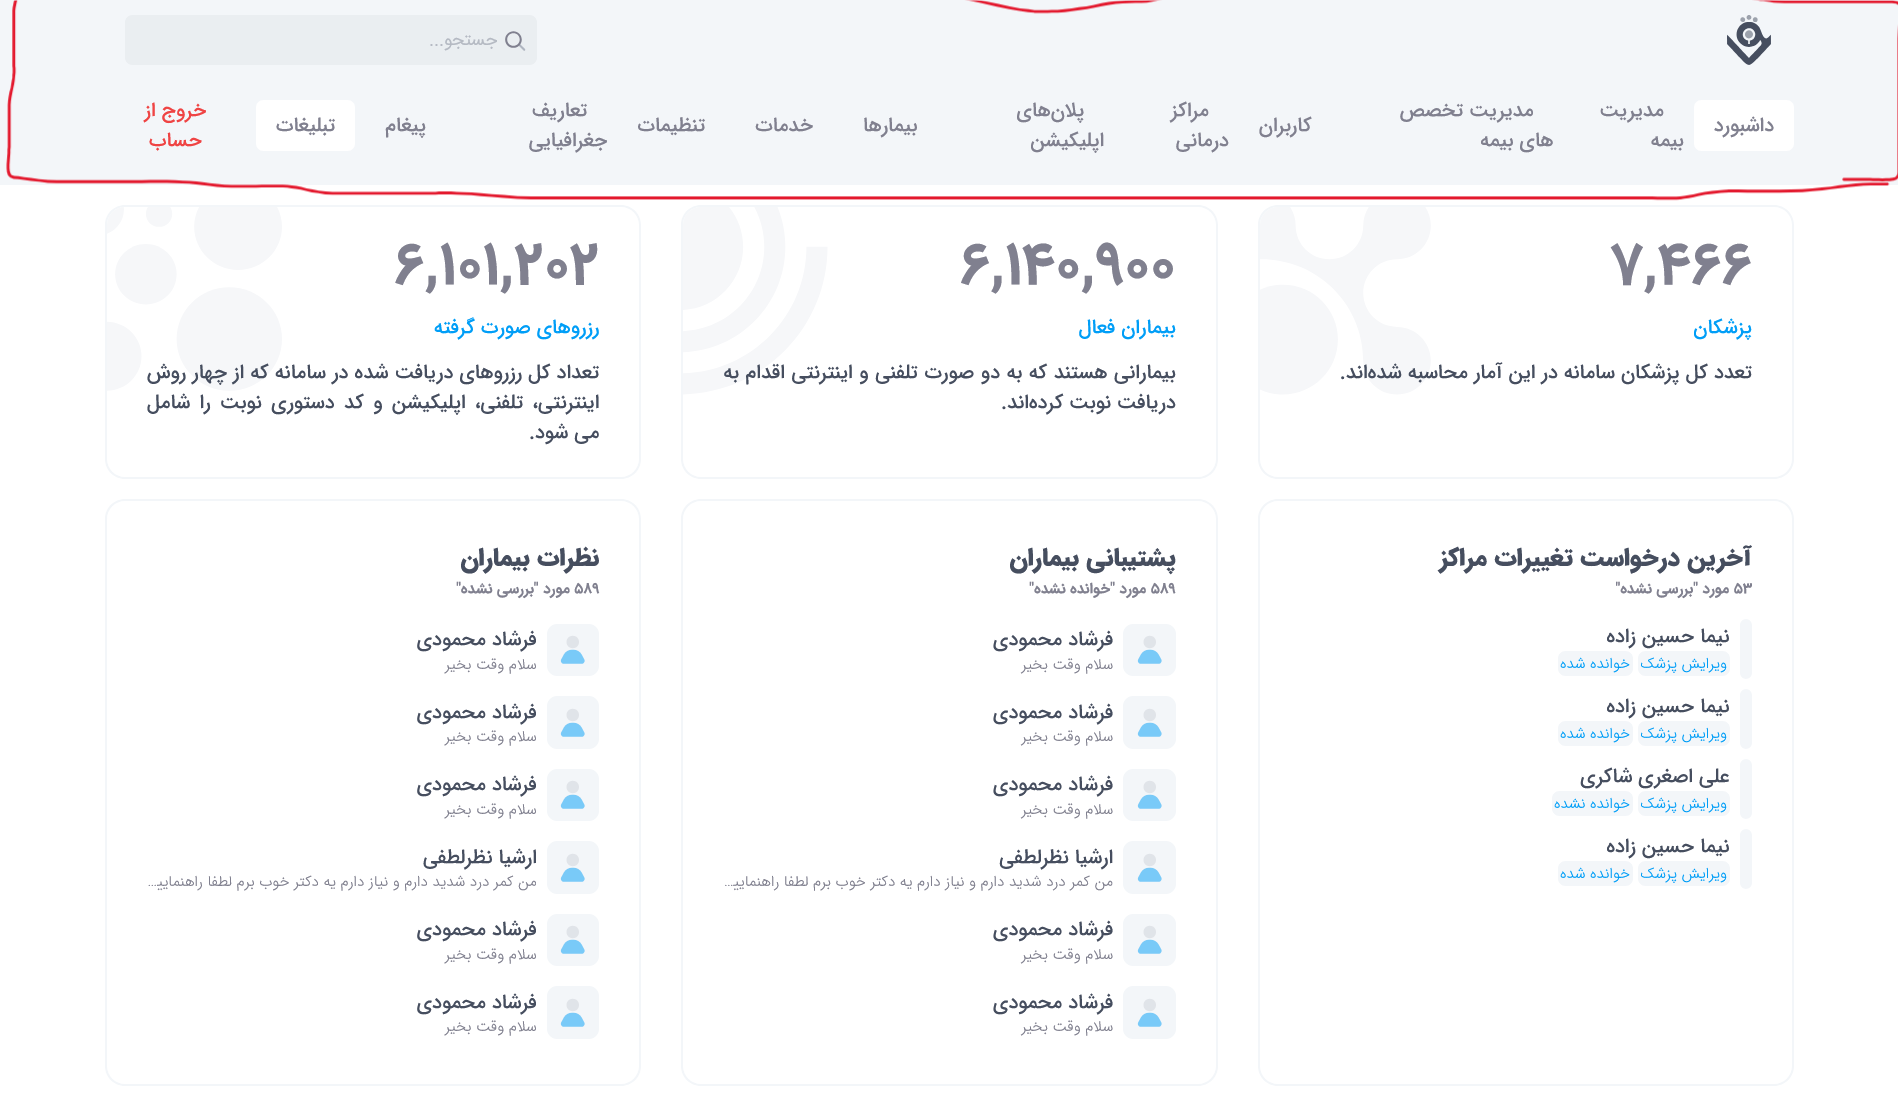 جستجو...
داشبورد
مدیریت
بیمه
مدیریت تخصص
های بیمه
کاربران
مراکز
درمانی
پلان‌های
اپلیکیشن
بیمارها
خدمات
تنظیمات
تعاریف
جغرافیایی
پیغام
تبلیغات
خروج از
حساب
۷,۴۶۶
پزشکان
تعدد کل پزشکان سامانه در این آمار محاسبه شده‌اند.
۶,۱۴۰,۹۰۰
بیماران فعال
بیمارانی هستند که به دو صورت تلفنی و اینترنتی اقدام به
دریافت نوبت کرده‌اند.
۶,۱۰۱,۲۰۲
رزروهای صورت گرفته
تعداد کل رزروهای دریافت شده در سامانه که از چهار روش
اینترنتی، تلفنی، اپلیکیشن و کد دستوری نوبت را شامل
می شود.
آخرین درخواست تغییرات مراکز
۵۳ مورد "بررسی نشده"
نیما حسین زاده
ویرایش پزشک خوانده شده
نیما حسین زاده
ویرایش پزشک خوانده شده
علی اصغری شاکری
ویرایش پزشک خوانده نشده
نیما حسین زاده
ویرایش پزشک خوانده شده
پشتیبانی بیماران
۵۸۹ مورد "خوانده نشده"
فرشاد محمودی
سلام وقت بخیر
فرشاد محمودی
سلام وقت بخیر
فرشاد محمودی
سلام وقت بخیر
ارشیا نظرلطفی
من کمر درد شدید دارم و نیاز دارم یه دکتر خوب برم لطفا راهنمایی...
فرشاد محمودی
سلام وقت بخیر
فرشاد محمودی
سلام وقت بخیر
نظرات بیماران
۵۸۹ مورد "بررسی نشده"
فرشاد محمودی
سلام وقت بخیر
فرشاد محمودی
سلام وقت بخیر
فرشاد محمودی
سلام وقت بخیر
ارشیا نظرلطفی
من کمر درد شدید دارم و نیاز دارم یه دکتر خوب برم لطفا راهنمایی...
فرشاد محمودی
سلام وقت بخیر
فرشاد محمودی
سلام وقت بخیر